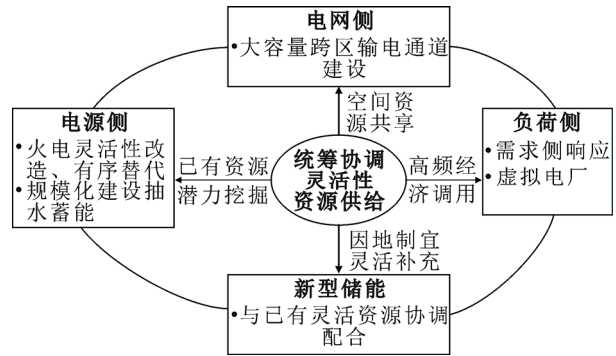 电网侧
•大容量跨区输电通道
建设
空间资
源共享
电源侧
•火电灵活性改
造、有序替代
•规模化建设抽
水蓄能
已有资源
潜力挖掘
统筹协调
灵活性
资源供给
高频经
济调用
负荷侧
•需求侧响应
•虚拟电厂
因地制宜
灵活补充
新型储能
•与已有灵活资源协调
配合